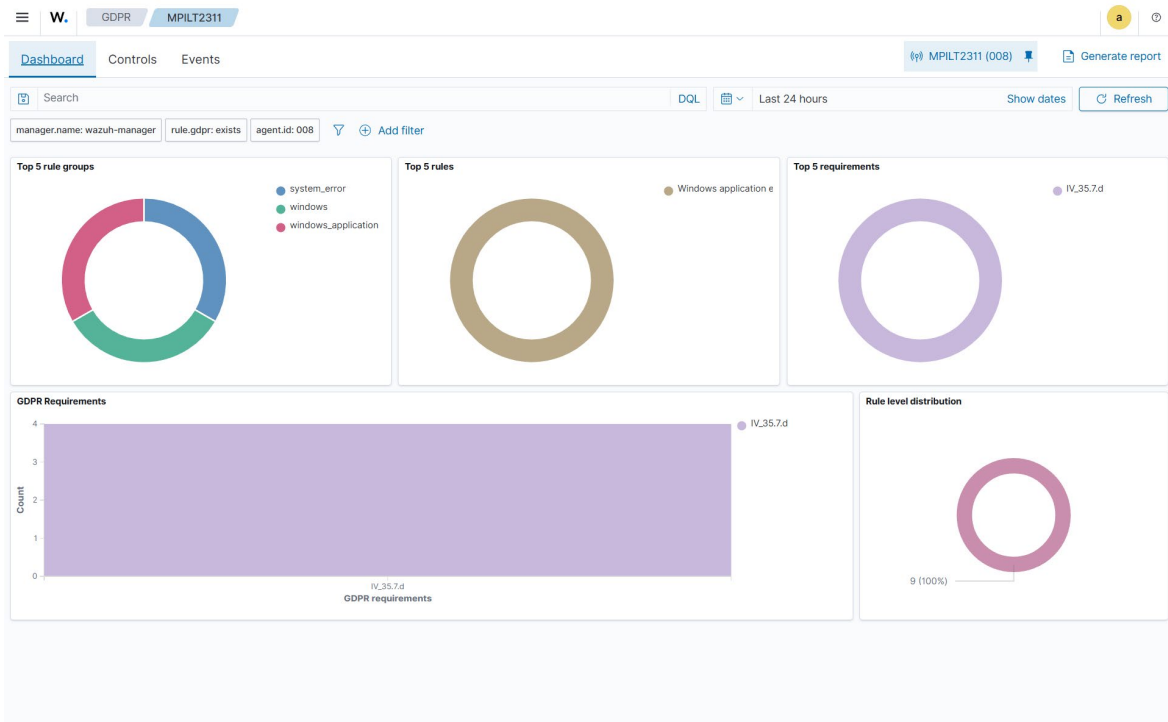 W. GDPR MPILT2311 a
Dashboard Controls Events MPILT2311 (008) Generate report
Search DQL Last 24 hours Show dates Refresh
manager.name: wazuh-manager rule.gdpr: exists agent.id: 008 Add filter
Top 5 rule groups
system_error
windows
windows_application
Top 5 rules
Windows application e
Top 5 requirements
IV_35.7.d
GDPR Requirements
IV_35.7.d
4
3
2
1
0
Count
IV_35.7.d
GDPR requirements
Rule level distribution
9 (100%)